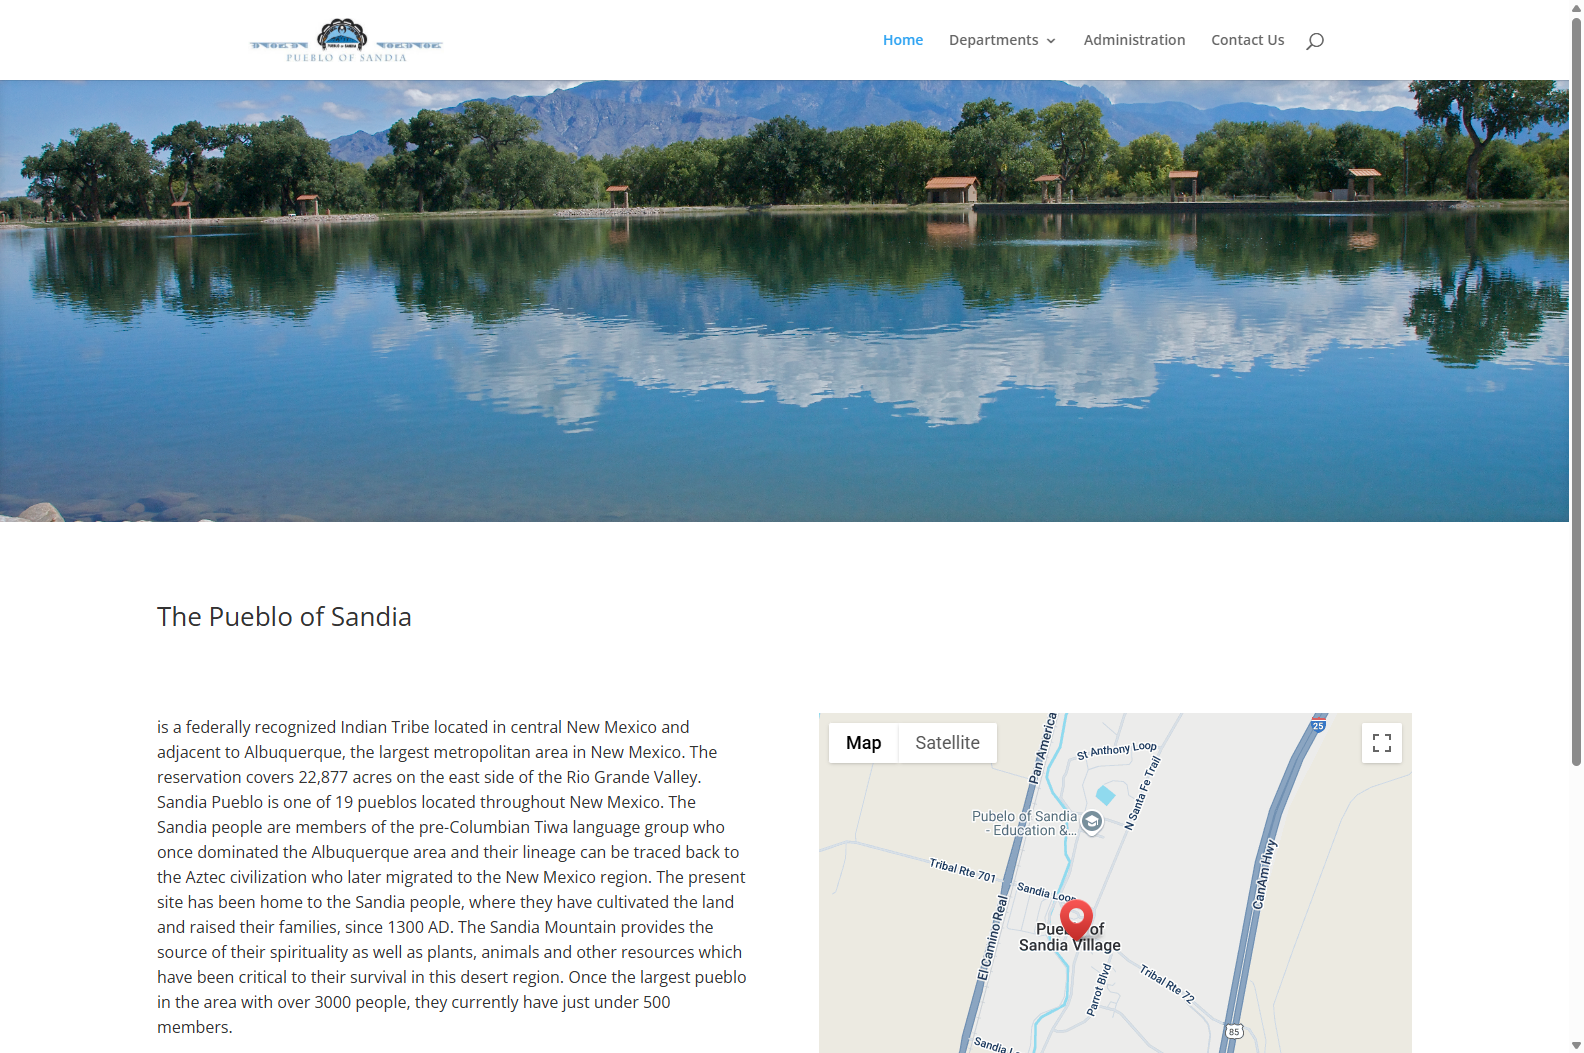 PUEBLO OF SANDIA
PUEBLO OF SANDIA
Home Departments Administration Contact Us
The Pueblo of Sandia
is a federally recognized Indian Tribe located in central New Mexico and
adjacent to Albuquerque, the largest metropolitan area in New Mexico. The
reservation covers 22,877 acres on the east side of the Rio Grande Valley.
Sandia Pueblo is one of 19 pueblos located throughout New Mexico. The
Sandia people are members of the pre-Columbian Tiwa language group who
once dominated the Albuquerque area and their lineage can be traced back to
the Aztec civilization who later migrated to the New Mexico region. The present
site has been home to the Sandia people, where they have cultivated the land
and raised their families, since 1300 AD. The Sandia Mountain provides the
source of their spirituality as well as plants, animals and other resources which
have been critical to their survival in this desert region. Once the largest pueblo
in the area with over 3000 people, they currently have just under 500
members.
Map Satellite
Pan America
St Anthony Loop
25
N Santa Fe Trail
Pubelo of Sandia
- Education &...
CanAm Hwy
Tribal Rte 701
Sandia Loop
El Camino Real
of
Sandia Village
Parrot Blvd
Tribal Rte 72
85
Sandia